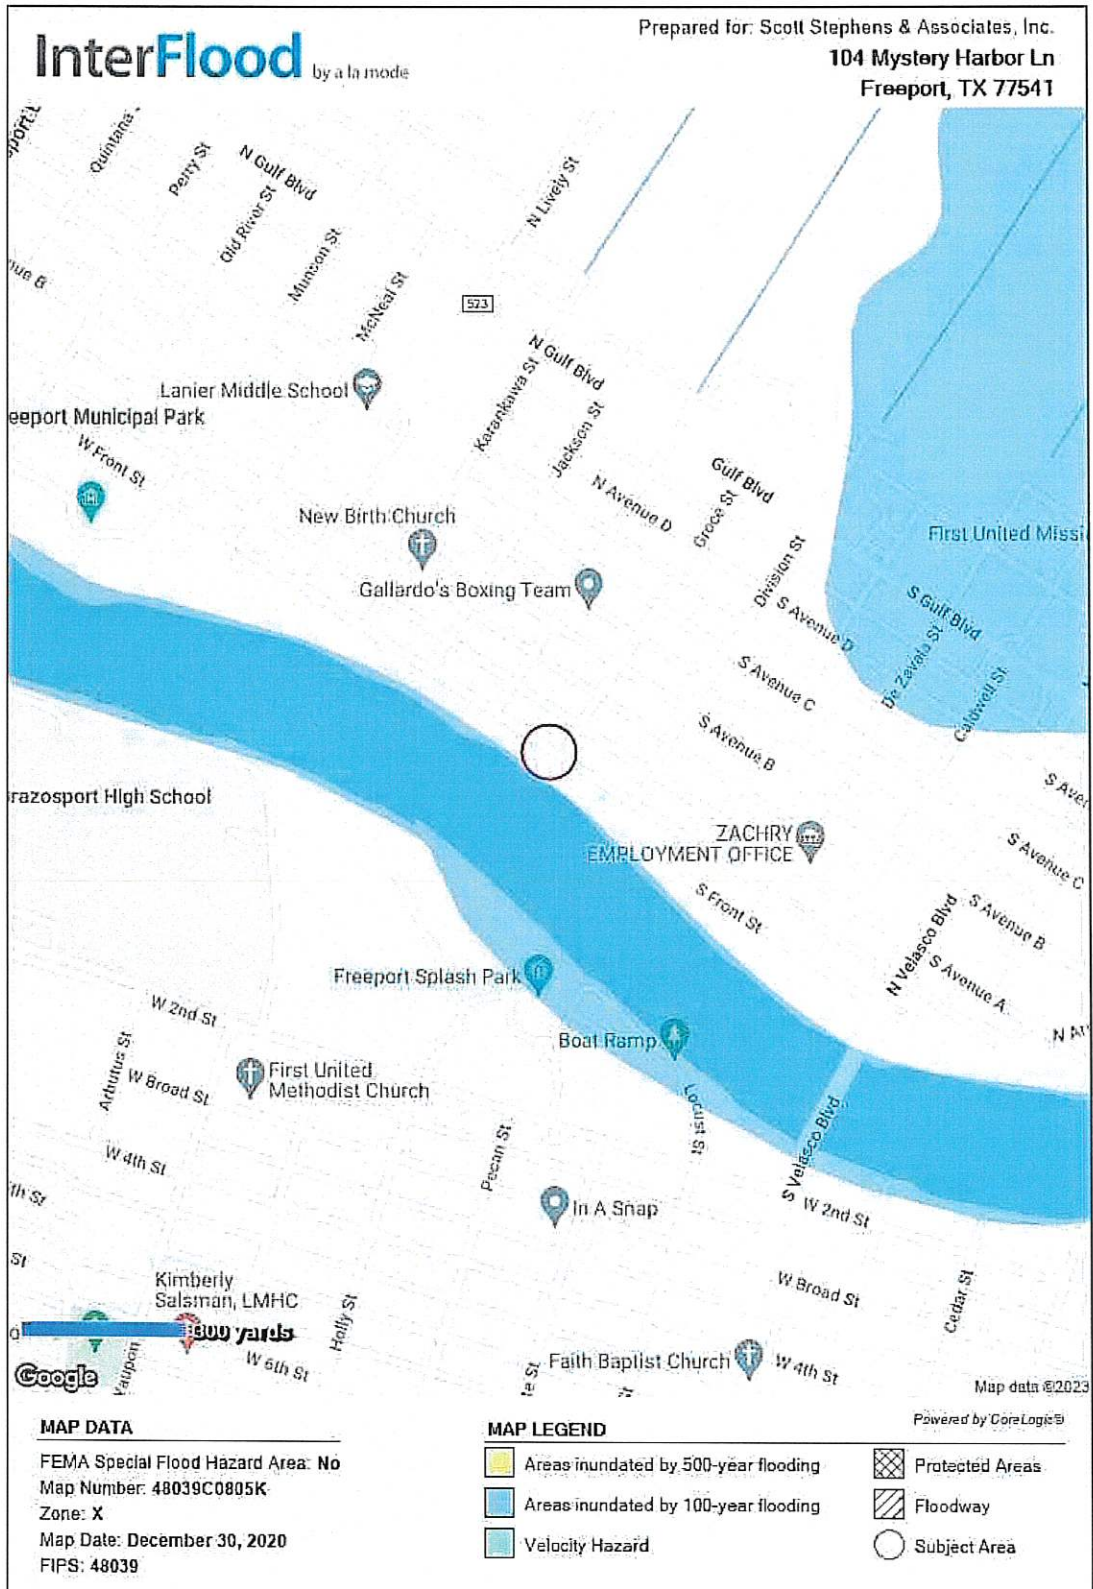 InterFlood by a la mode
Prepared for: Scott Stephens & Associates, Inc.
104 Mystery Harbor Ln
Freeport, TX 77541
Quintana
Perry St
N Gulf Blvd
Old River St
Munson St
McNeal St
N Lively St
523
Lanier Middle School
N Gulf Blvd
Karankawa St
Jackson St
eeport Municipal Park
W Front St
N Avenue D
Gulf Blvd
Groce St
New Birth Church
Gallardo's Boxing Team
Division St
First United Missi
S Avenue D
S Gulf Blvd
De Zavala St
Caldwell St
S Avenue C
S Avenue B
razosport High School
ZACHRY
EMPLOYMENT OFFICE
S Aven
S Avenue C
S Front St
S Avenue B
N Velasco Blvd
S Avenue A
Freeport Splash Park
W 2nd St
Boat Ramp
Arbutus St
First United
Methodist Church
W Broad St
Locust St
W 4th St
Pecan St
S Velasco Blvd
W 2nd St
In A Snap
W Broad St
Cedar St
Kimberly
Salsman, LMHC
300 yards
Holly St
W 6th St
Yaupon
Faith Baptist Church
W 4th St
Google
Map data ©2023
Powered by CoreLogic®
MAP DATA
FEMA Special Flood Hazard Area: No
Map Number: 48039C0805K
Zone: X
Map Date: December 30, 2020
FIPS: 48039
MAP LEGEND
Areas inundated by 500-year flooding
Areas inundated by 100-year flooding
Velocity Hazard
Protected Areas
Floodway
Subject Area